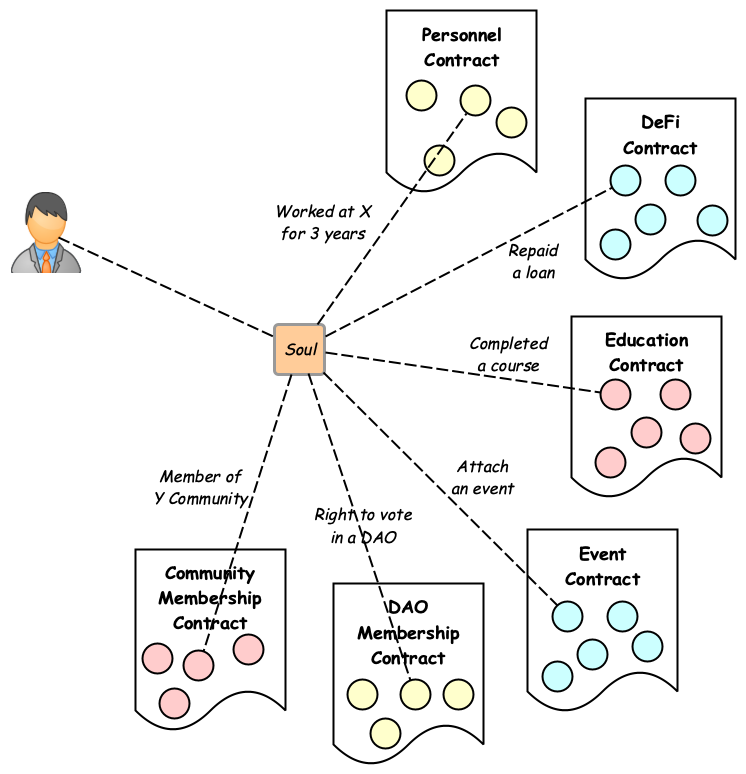 Personnel
Contract
DeFi
Contract
Worked at X
for 3 years
Repaid
a loan
Soul
Completed
a course
Education
Contract
Member of
Y Community
Attach
an event
Right to vote
in a DAO
Event
Contract
Community
Membership
Contract
DAO
Membership
Contract